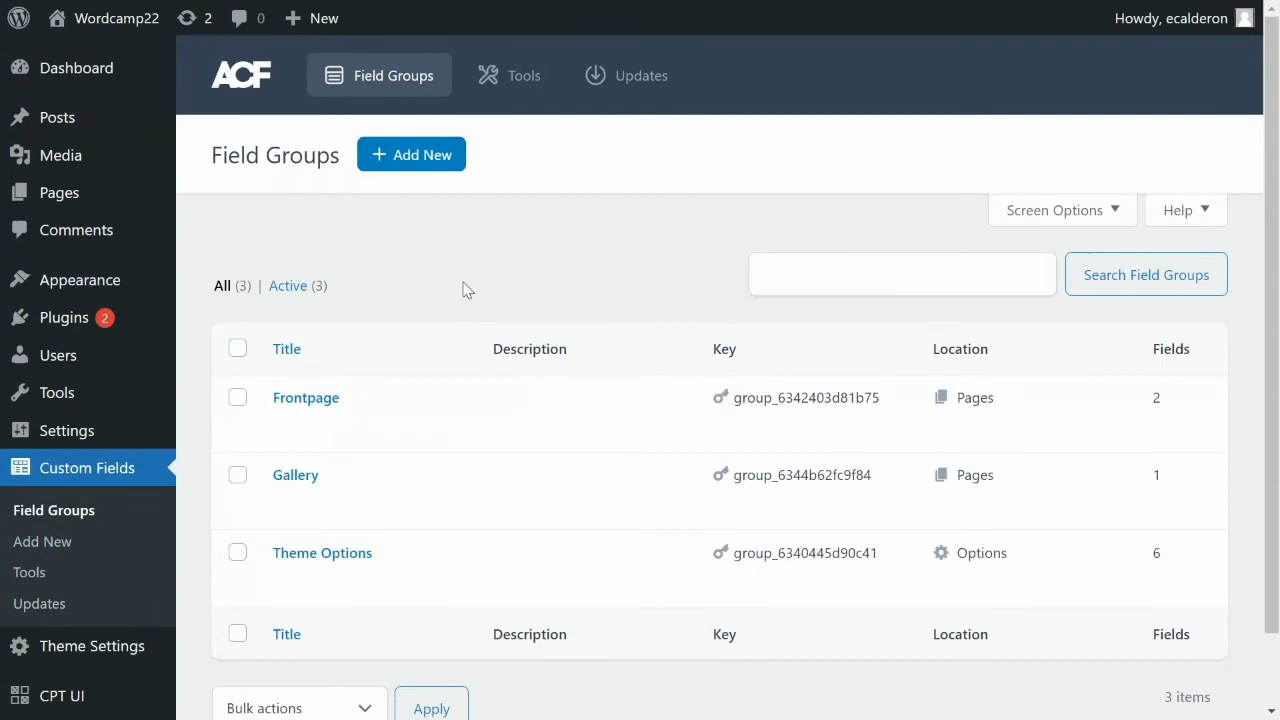 Wordcamp22 2 0 New Howdy, ecalderon
ACF Field Groups Tools Updates
Dashboard
Posts
Media
Pages
Comments
Appearance
Plugins 2
Users
Tools
Settings
Custom Fields
Field Groups
Add New
Tools
Updates
Theme Settings
CPT UI
Field Groups Add New
Screen Options Help
All (3) | Active (3) Search Field Groups
Title Description Key Location Fields
Frontpage group_6342403d81b75 Pages 2
Gallery group_6344b62fc9f84 Pages 1
Theme Options group_6340445d90c41 Options 6
Title Description Key Location Fields
Bulk actions Apply 3 items